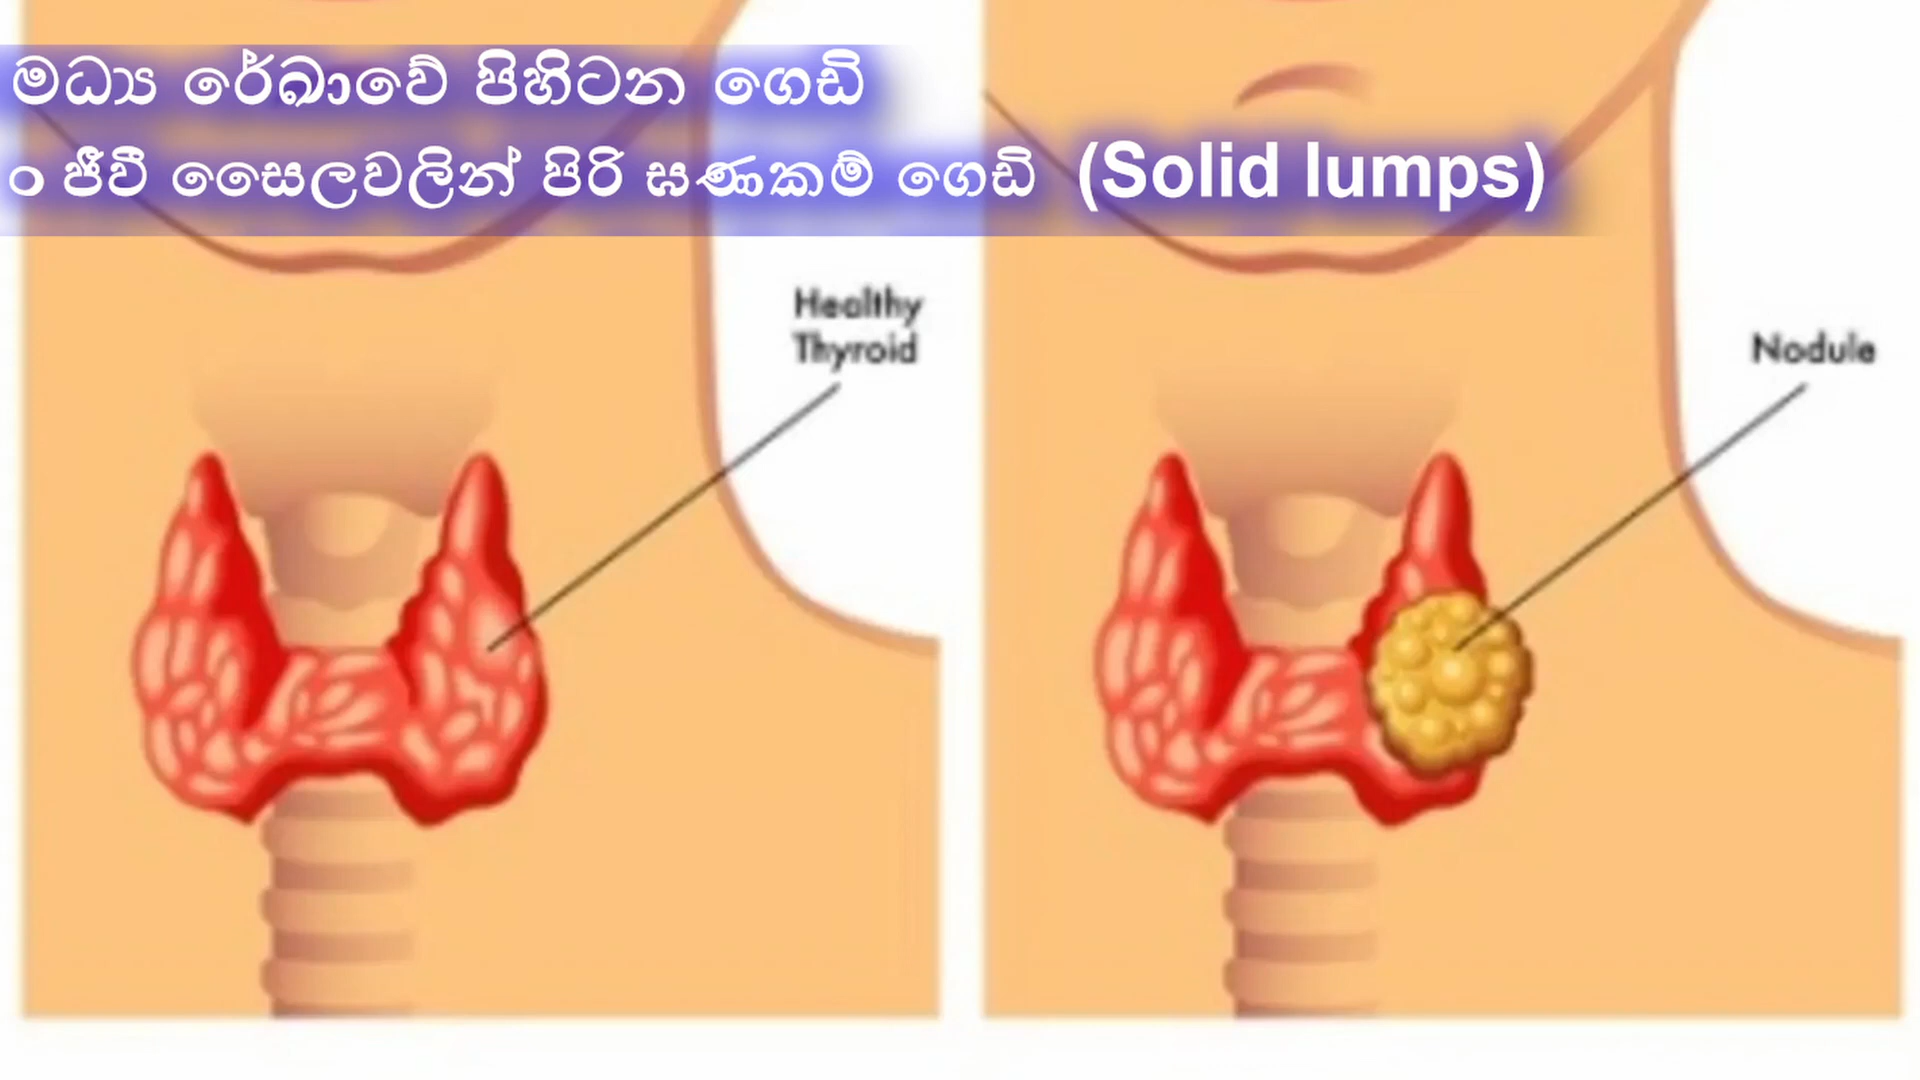 මධ්‍ය රේඛාවේ පිහිටන ගෙඩි
o ජීවී සෛලවලින් පිරි ඝණකම් ගෙඩි (Solid lumps)
Healthy
Thyroid
Nodule